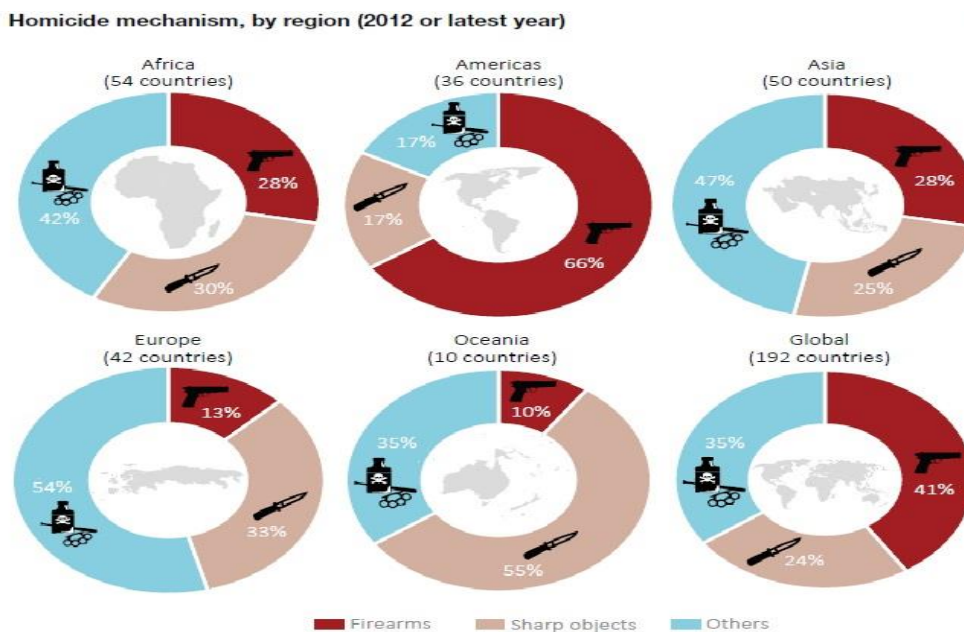 Homicide mechanism, by region (2012 or latest year)
Africa
(54 countries)
28%
42%
30%
Americas
(36 countries)
17%
17%
66%
Asia
(50 countries)
47%
28%
25%
Europe
(42 countries)
13%
54%
33%
Oceania
(10 countries)
10%
35%
55%
Global
(192 countries)
35%
41%
24%
Firearms
Sharp objects
Others